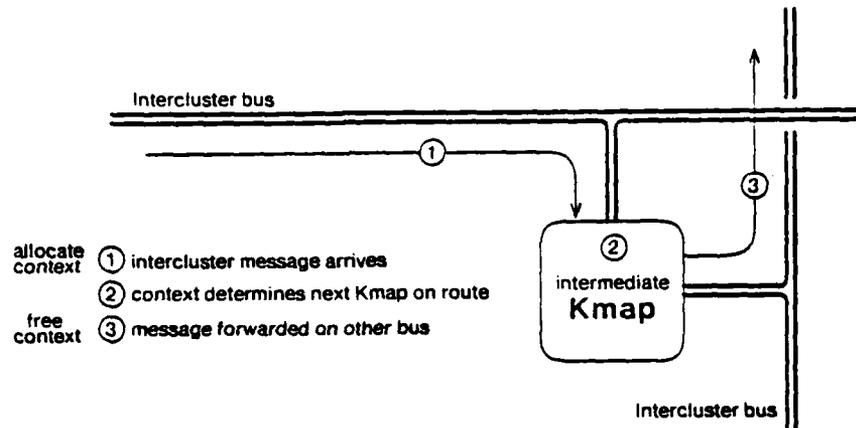 Intercluster bus
1
3
2
intermediate
Kmap
allocate
context
1 intercluster message arrives
2 context determines next Kmap on route
free
context
3 message forwarded on other bus
Intercluster bus